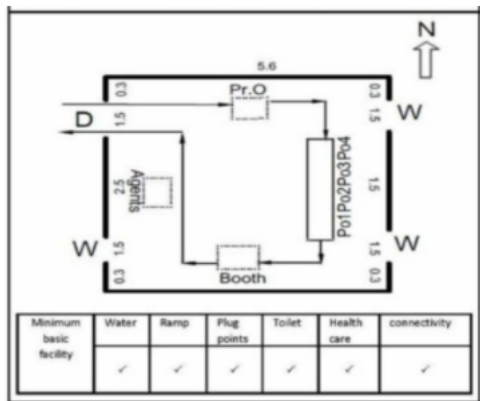 N
5.6
0.3
Pr.O
0.3
W
1.5
D
1.5
Po1Po2Po3Po4
2.5
Agents
1.5
W
1.5
1.5
W
0.3
Booth
0.3
Minimum basic facility
Water
Ramp
Plug points
Toilet
Health care
connectivity
✓ ✓ ✓ ✓ ✓ ✓